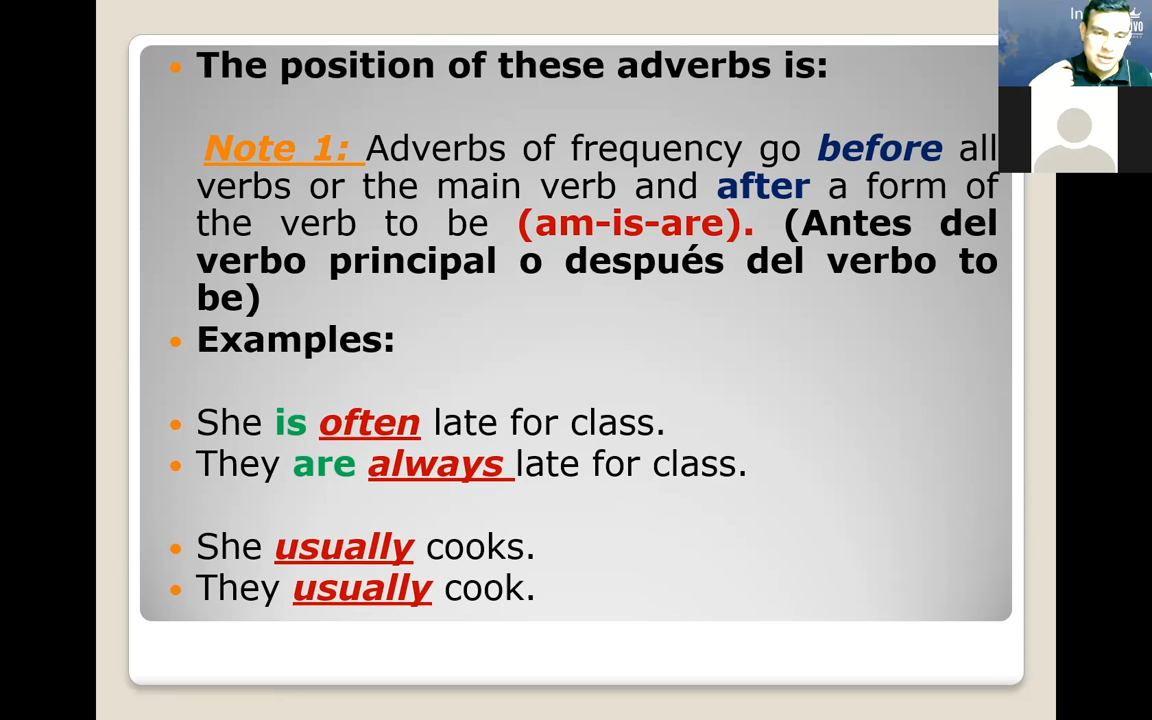 The position of these adverbs is:
Note 1: Adverbs of frequency go before all
verbs or the main verb and after a form of
the verb to be (am-is-are). (Antes del
verbo principal o después del verbo to
be)
Examples:
She is often late for class.
They are always late for class.
She usually cooks.
They usually cook.